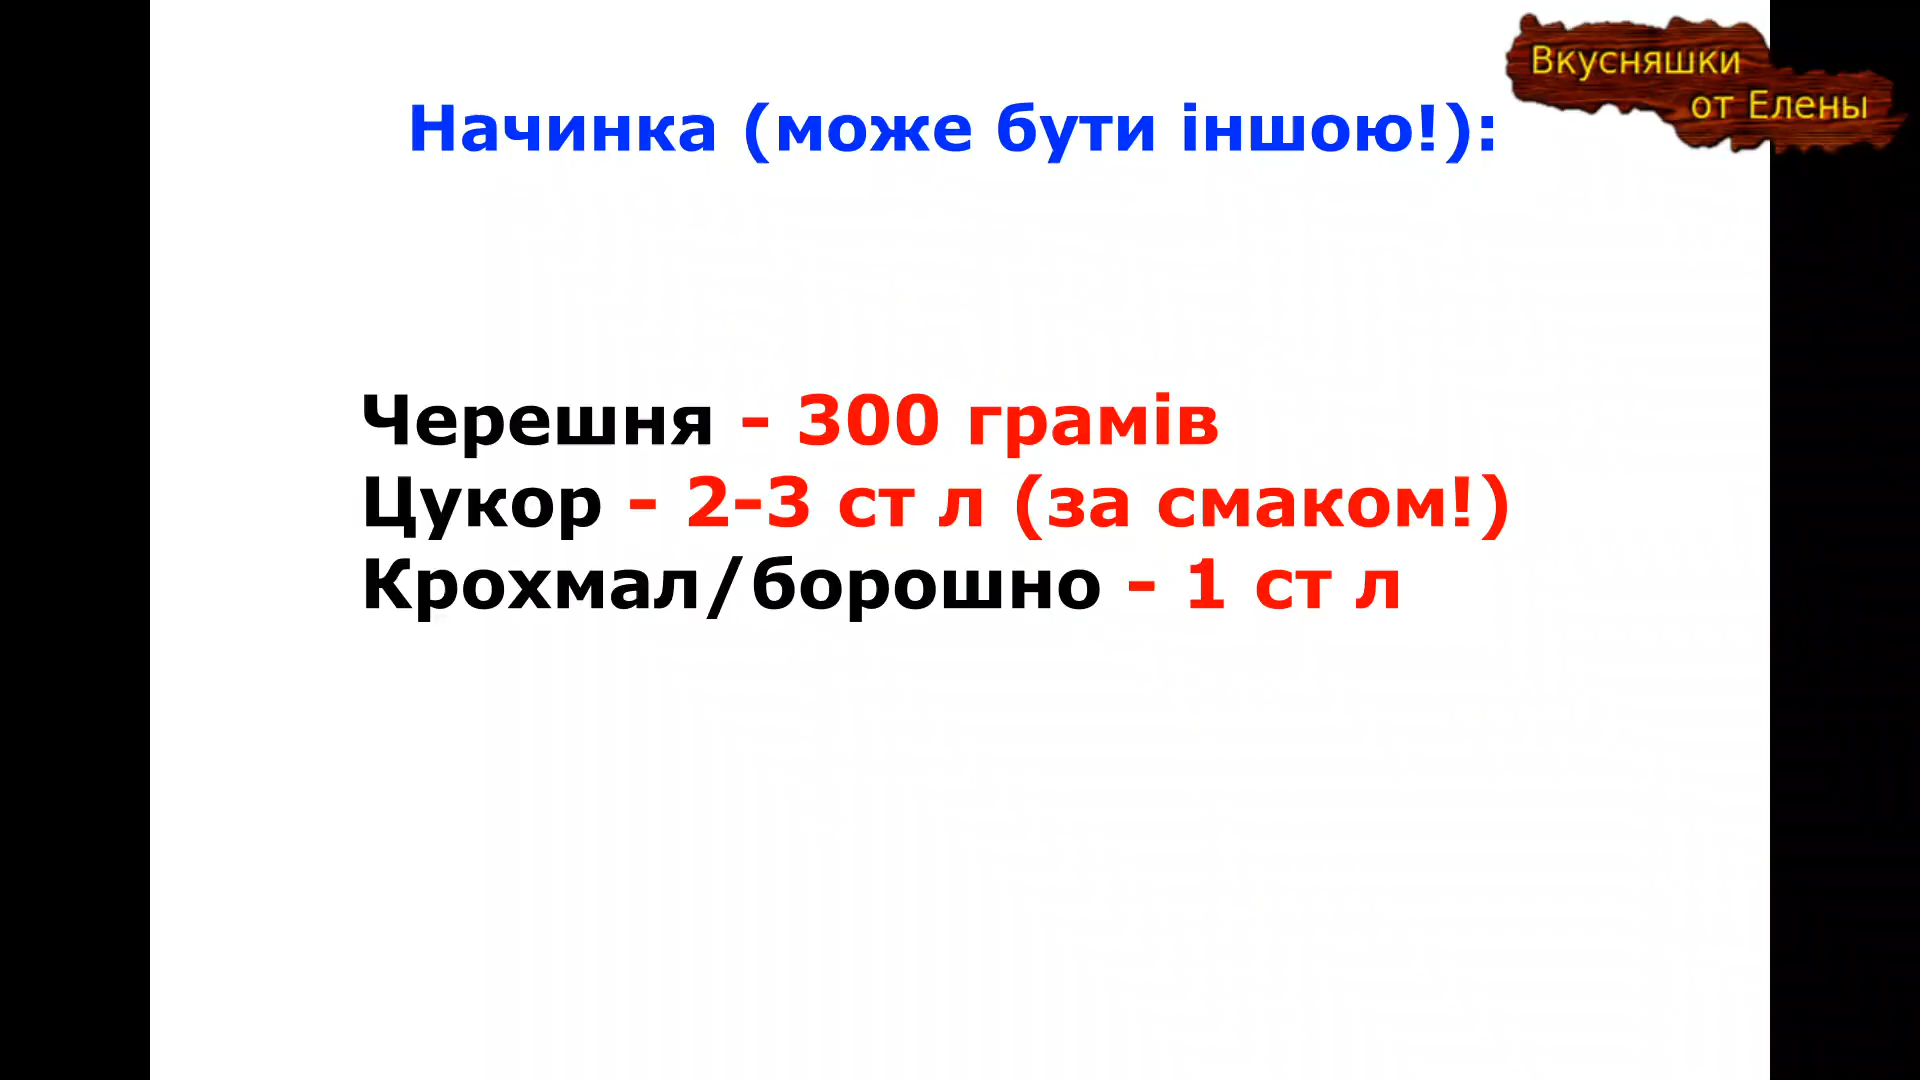 Вкусняшки
от Елены
Начинка (може бути іншою!):
Черешня - 300 грамів
Цукор - 2-3 ст л (за смаком!)
Крохмал/борошно - 1 ст л